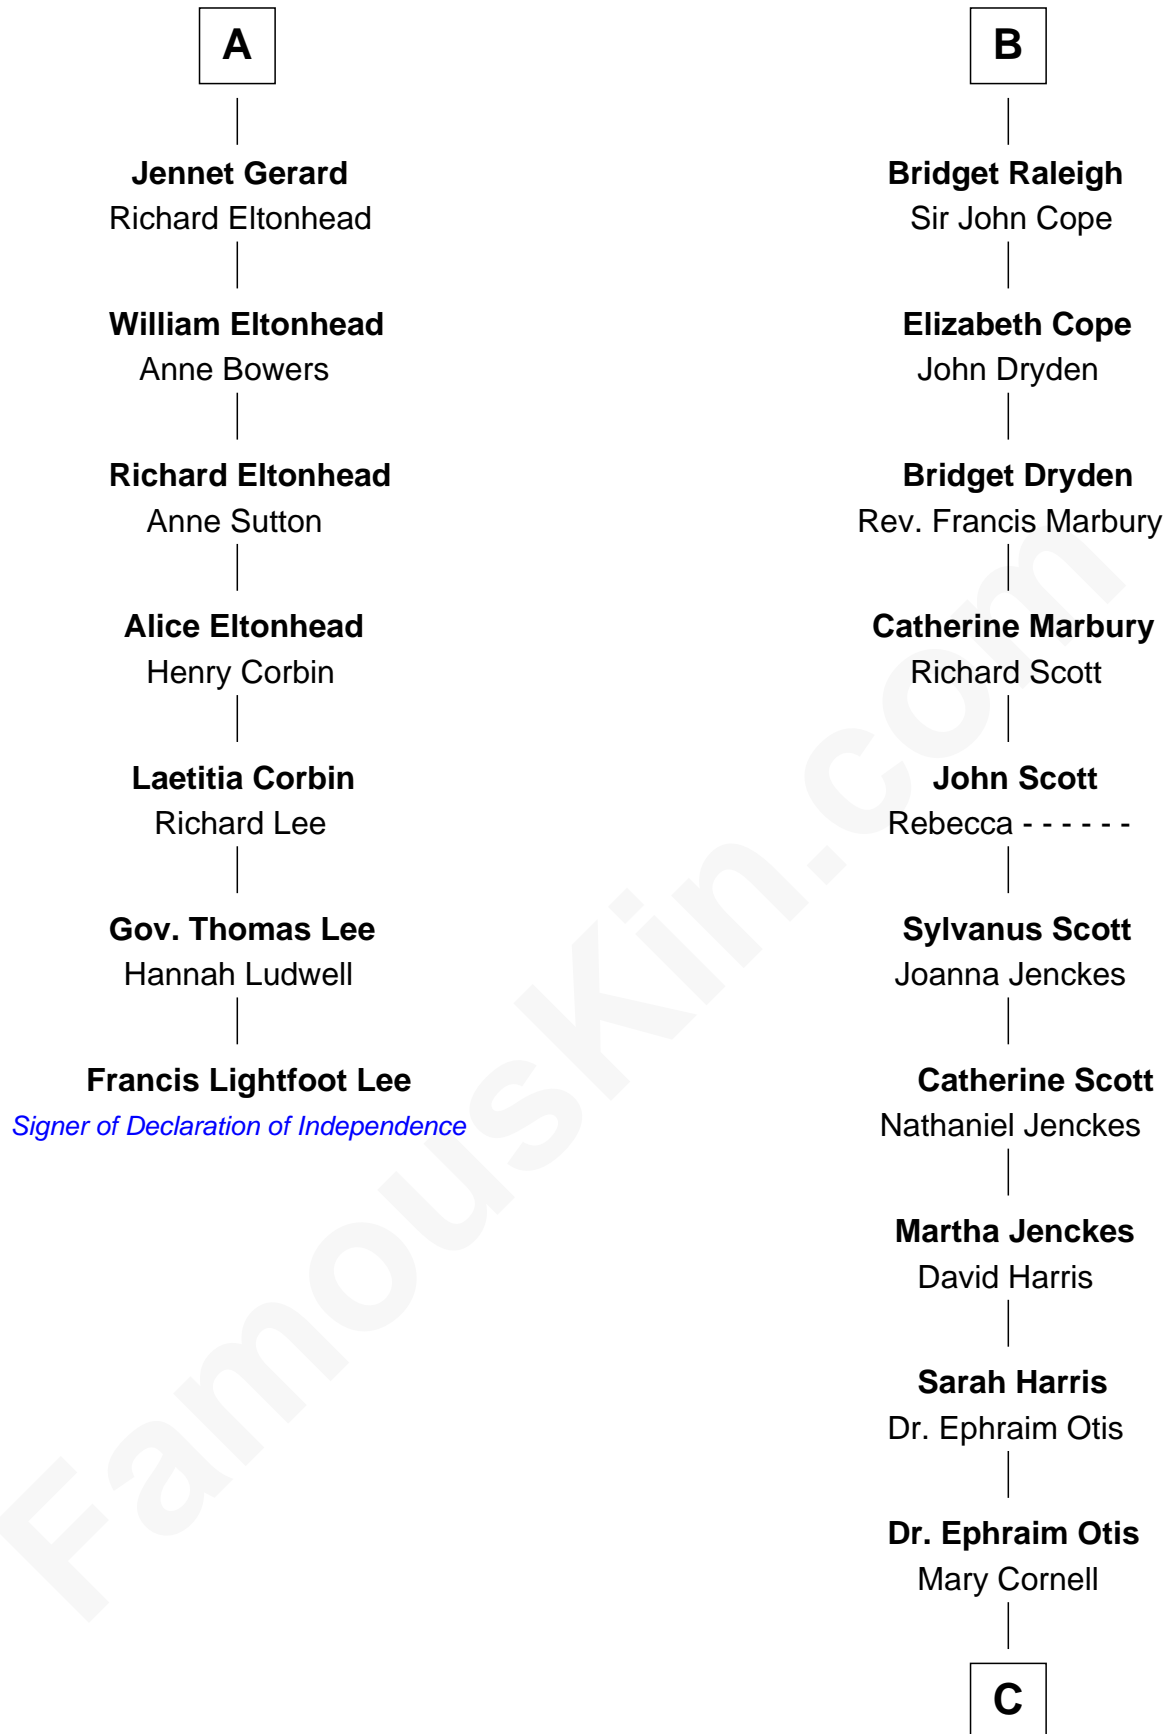 A
Jennet Gerard
Richard Eltonhead
William Eltonhead
Anne Bowers
Richard Eltonhead
Anne Sutton
Alice Eltonhead
Henry Corbin
Laetitia Corbin
Richard Lee
Gov. Thomas Lee
Hannah Ludwell
Francis Lightfoot Lee
Signer of Declaration of Independence
B
Bridget Raleigh
Sir John Cope
Elizabeth Cope
John Dryden
Bridget Dryden
Rev. Francis Marbury
Catherine Marbury
Richard Scott
John Scott
Rebecca - - - - - -
Sylvanus Scott
Joanna Jenckes
Catherine Scott
Nathaniel Jenckes
Martha Jenckes
David Harris
Sarah Harris
Dr. Ephraim Otis
Dr. Ephraim Otis
Mary Cornell
C
FamousKin.com